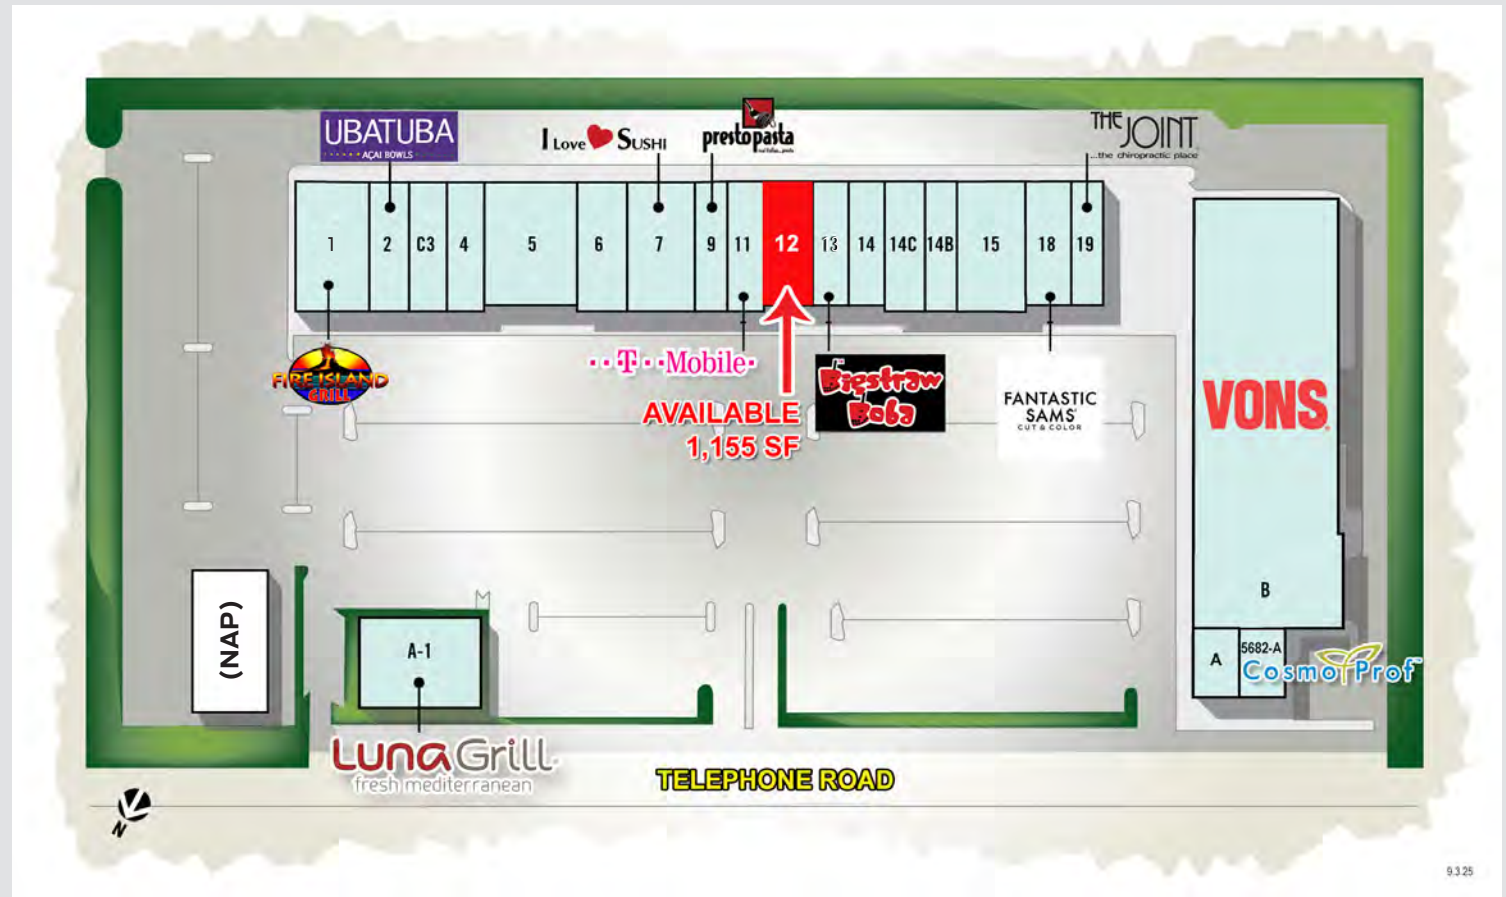 UBATUBA
AÇAI BOWLS
I LOVE SUSHI
prestopasta
THE JOINT
...the chiropractic place
1
2
C3
4
5
6
7
9
11
12
13
14
14C
14B
15
18
19
FIRE ISLAND
GRILL
T Mobile
AVAILABLE
1,155 SF
Bigstraw
Boba
FANTASTIC
SAMS
CUT & COLOR
VONS
B
A
5682-A
CosmoProf
(NAP)
A-1
LUNA Grill
fresh mediterranean
TELEPHONE ROAD
N
9.3.25